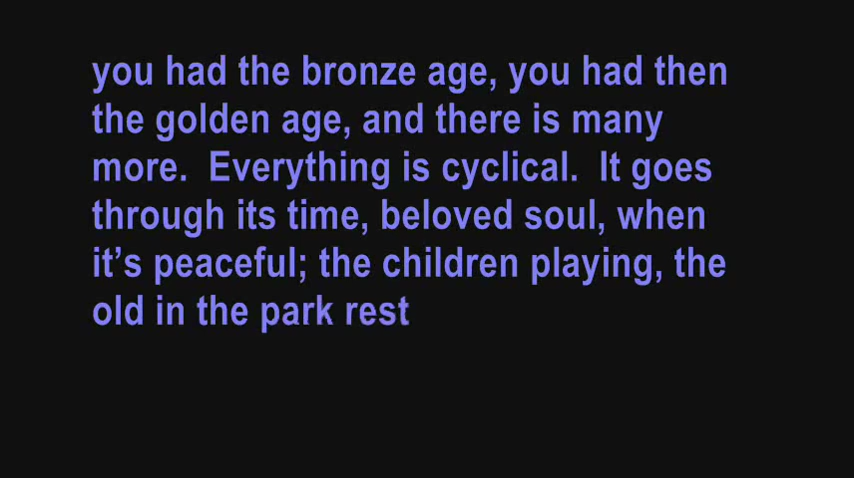 you had the bronze age, you had then
the golden age, and there is many
more.  Everything is cyclical.  It goes
through its time, beloved soul, when
it’s peaceful; the children playing, the
old in the park rest